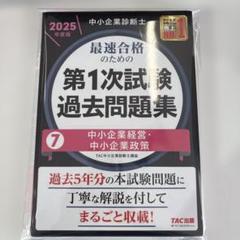 2025
年度版
中小企業診断士
最速合格
のための
第1次試験
過去問題集
7
中小企業経営・
中小企業政策
TAC中小企業診断士講座
過去5年分の本試験問題に
丁寧な解説を付して
まるごと収載!
TAC出版